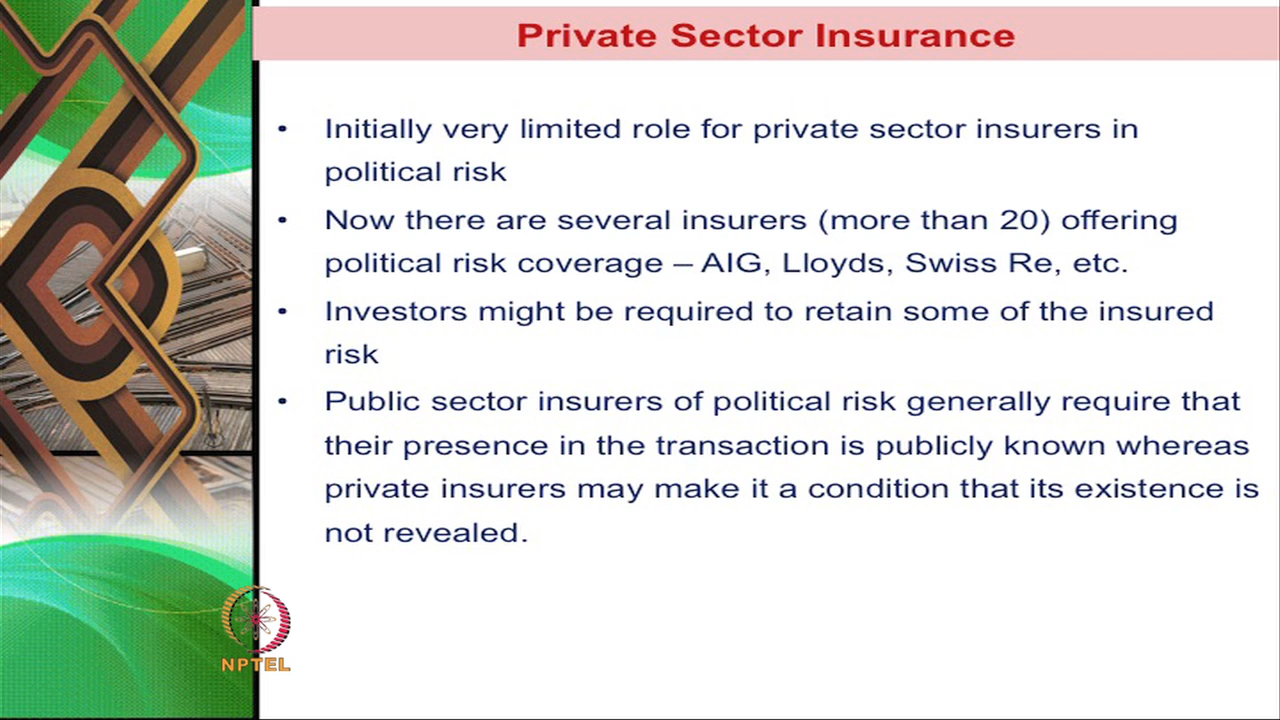 Private Sector Insurance
• Initially very limited role for private sector insurers in
political risk
• Now there are several insurers (more than 20) offering
political risk coverage – AIG, Lloyds, Swiss Re, etc.
• Investors might be required to retain some of the insured
risk
• Public sector insurers of political risk generally require that
their presence in the transaction is publicly known whereas
private insurers may make it a condition that its existence is
not revealed.
NPTEL